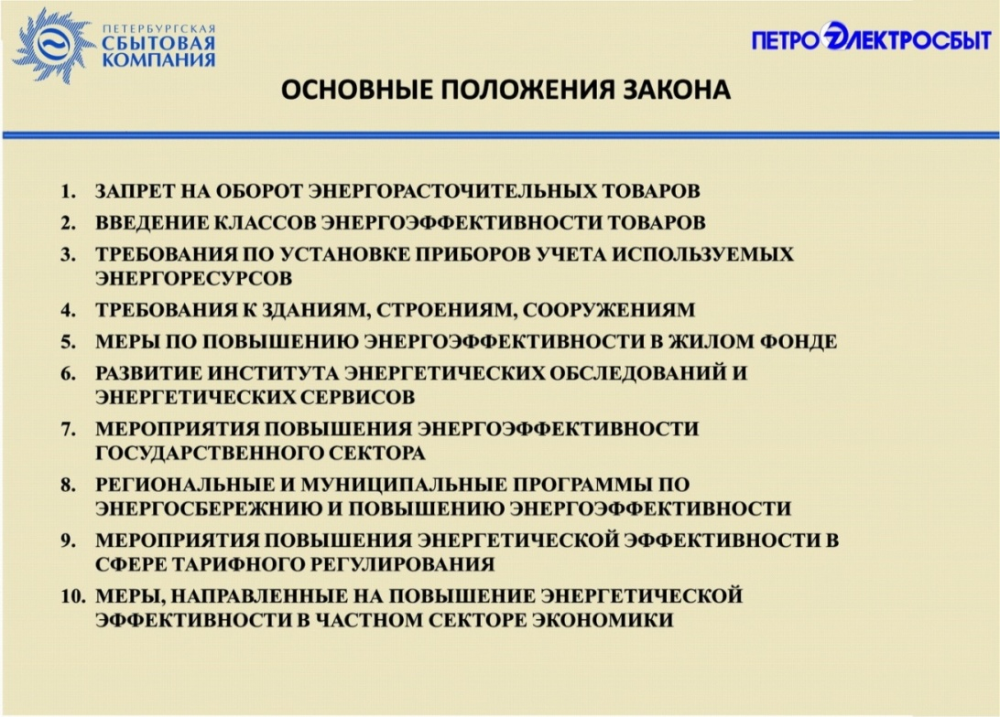 ПЕТЕРБУРГСКАЯ
СБЫТОВАЯ
КОМПАНИЯ
ПЕТРОЭЛЕКТРОСБЫТ
ОСНОВНЫЕ ПОЛОЖЕНИЯ ЗАКОНА
1. ЗАПРЕТ НА ОБОРОТ ЭНЕРГОРАСТОЧИТЕЛЬНЫХ ТОВАРОВ
2. ВВЕДЕНИЕ КЛАССОВ ЭНЕРГОЭФФЕКТИВНОСТИ ТОВАРОВ
3. ТРЕБОВАНИЯ ПО УСТАНОВКЕ ПРИБОРОВ УЧЕТА ИСПОЛЬЗУЕМЫХ
ЭНЕРГОРЕСУРСОВ
4. ТРЕБОВАНИЯ К ЗДАНИЯМ, СТРОЕНИЯМ, СООРУЖЕНИЯМ
5. МЕРЫ ПО ПОВЫШЕНИЮ ЭНЕРГОЭФФЕКТИВНОСТИ В ЖИЛОМ ФОНДЕ
6. РАЗВИТИЕ ИНСТИТУТА ЭНЕРГЕТИЧЕСКИХ ОБСЛЕДОВАНИЙ И
ЭНЕРГЕТИЧЕСКИХ СЕРВИСОВ
7. МЕРОПРИЯТИЯ ПОВЫШЕНИЯ ЭНЕРГОЭФФЕКТИВНОСТИ
ГОСУДАРСТВЕННОГО СЕКТОРА
8. РЕГИОНАЛЬНЫЕ И МУНИЦИПАЛЬНЫЕ ПРОГРАММЫ ПО
ЭНЕРГОСБЕРЕЖНИЮ И ПОВЫШЕНИЮ ЭНЕРГОЭФФЕКТИВНОСТИ
9. МЕРОПРИЯТИЯ ПОВЫШЕНИЯ ЭНЕРГЕТИЧЕСКОЙ ЭФФЕКТИВНОСТИ В
СФЕРЕ ТАРИФНОГО РЕГУЛИРОВАНИЯ
10. МЕРЫ, НАПРАВЛЕННЫЕ НА ПОВЫШЕНИЕ ЭНЕРГЕТИЧЕСКОЙ
ЭФФЕКТИВНОСТИ В ЧАСТНОМ СЕКТОРЕ ЭКОНОМИКИ